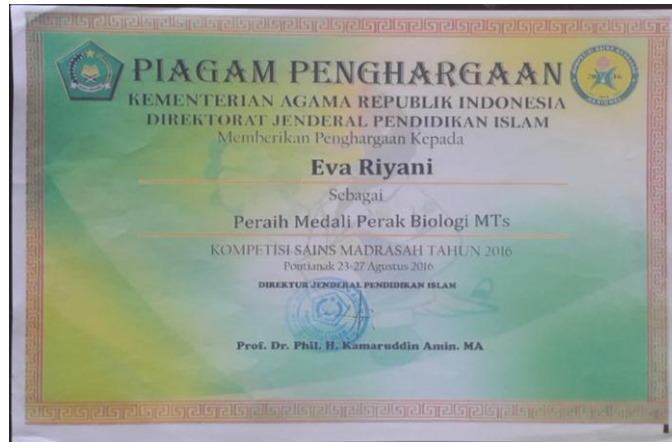 PIAGAM PENGHARGAAN
KEMENTERIAN AGAMA REPUBLIK INDONESIA
DIREKTORAT JENDERAL PENDIDIKAN ISLAM
Memberikan Penghargaan Kepada
Eva Riyani
Sebagai
Peraih Medali Perak Biologi MTs
KOMPETISI SAINS MADRASAH TAHUN 2016
Pontianak 23-27 Agustus 2016
DIREKTUR JENDERAL PENDIDIKAN ISLAM
Prof. Dr. Phil. H. Kamaruddin Amin. MA